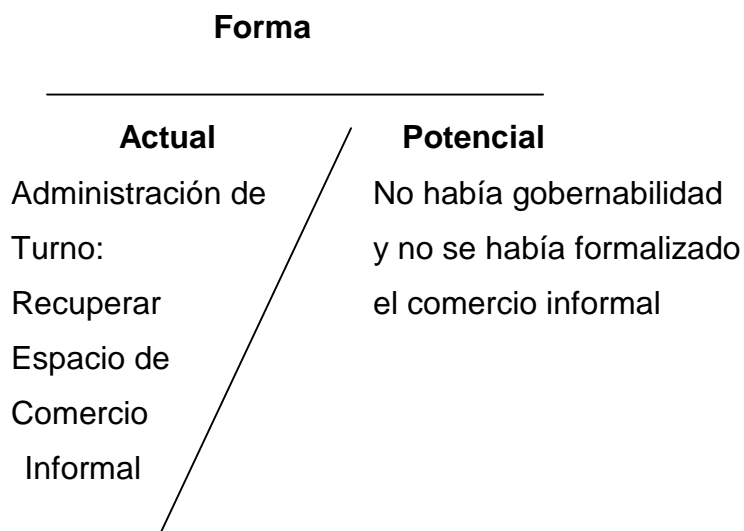 Forma
Actual
Administración de
Turno:
Recuperar
Espacio de
Comercio
Informal
Potencial
No había gobernabilidad
y no se había formalizado
el comercio informal